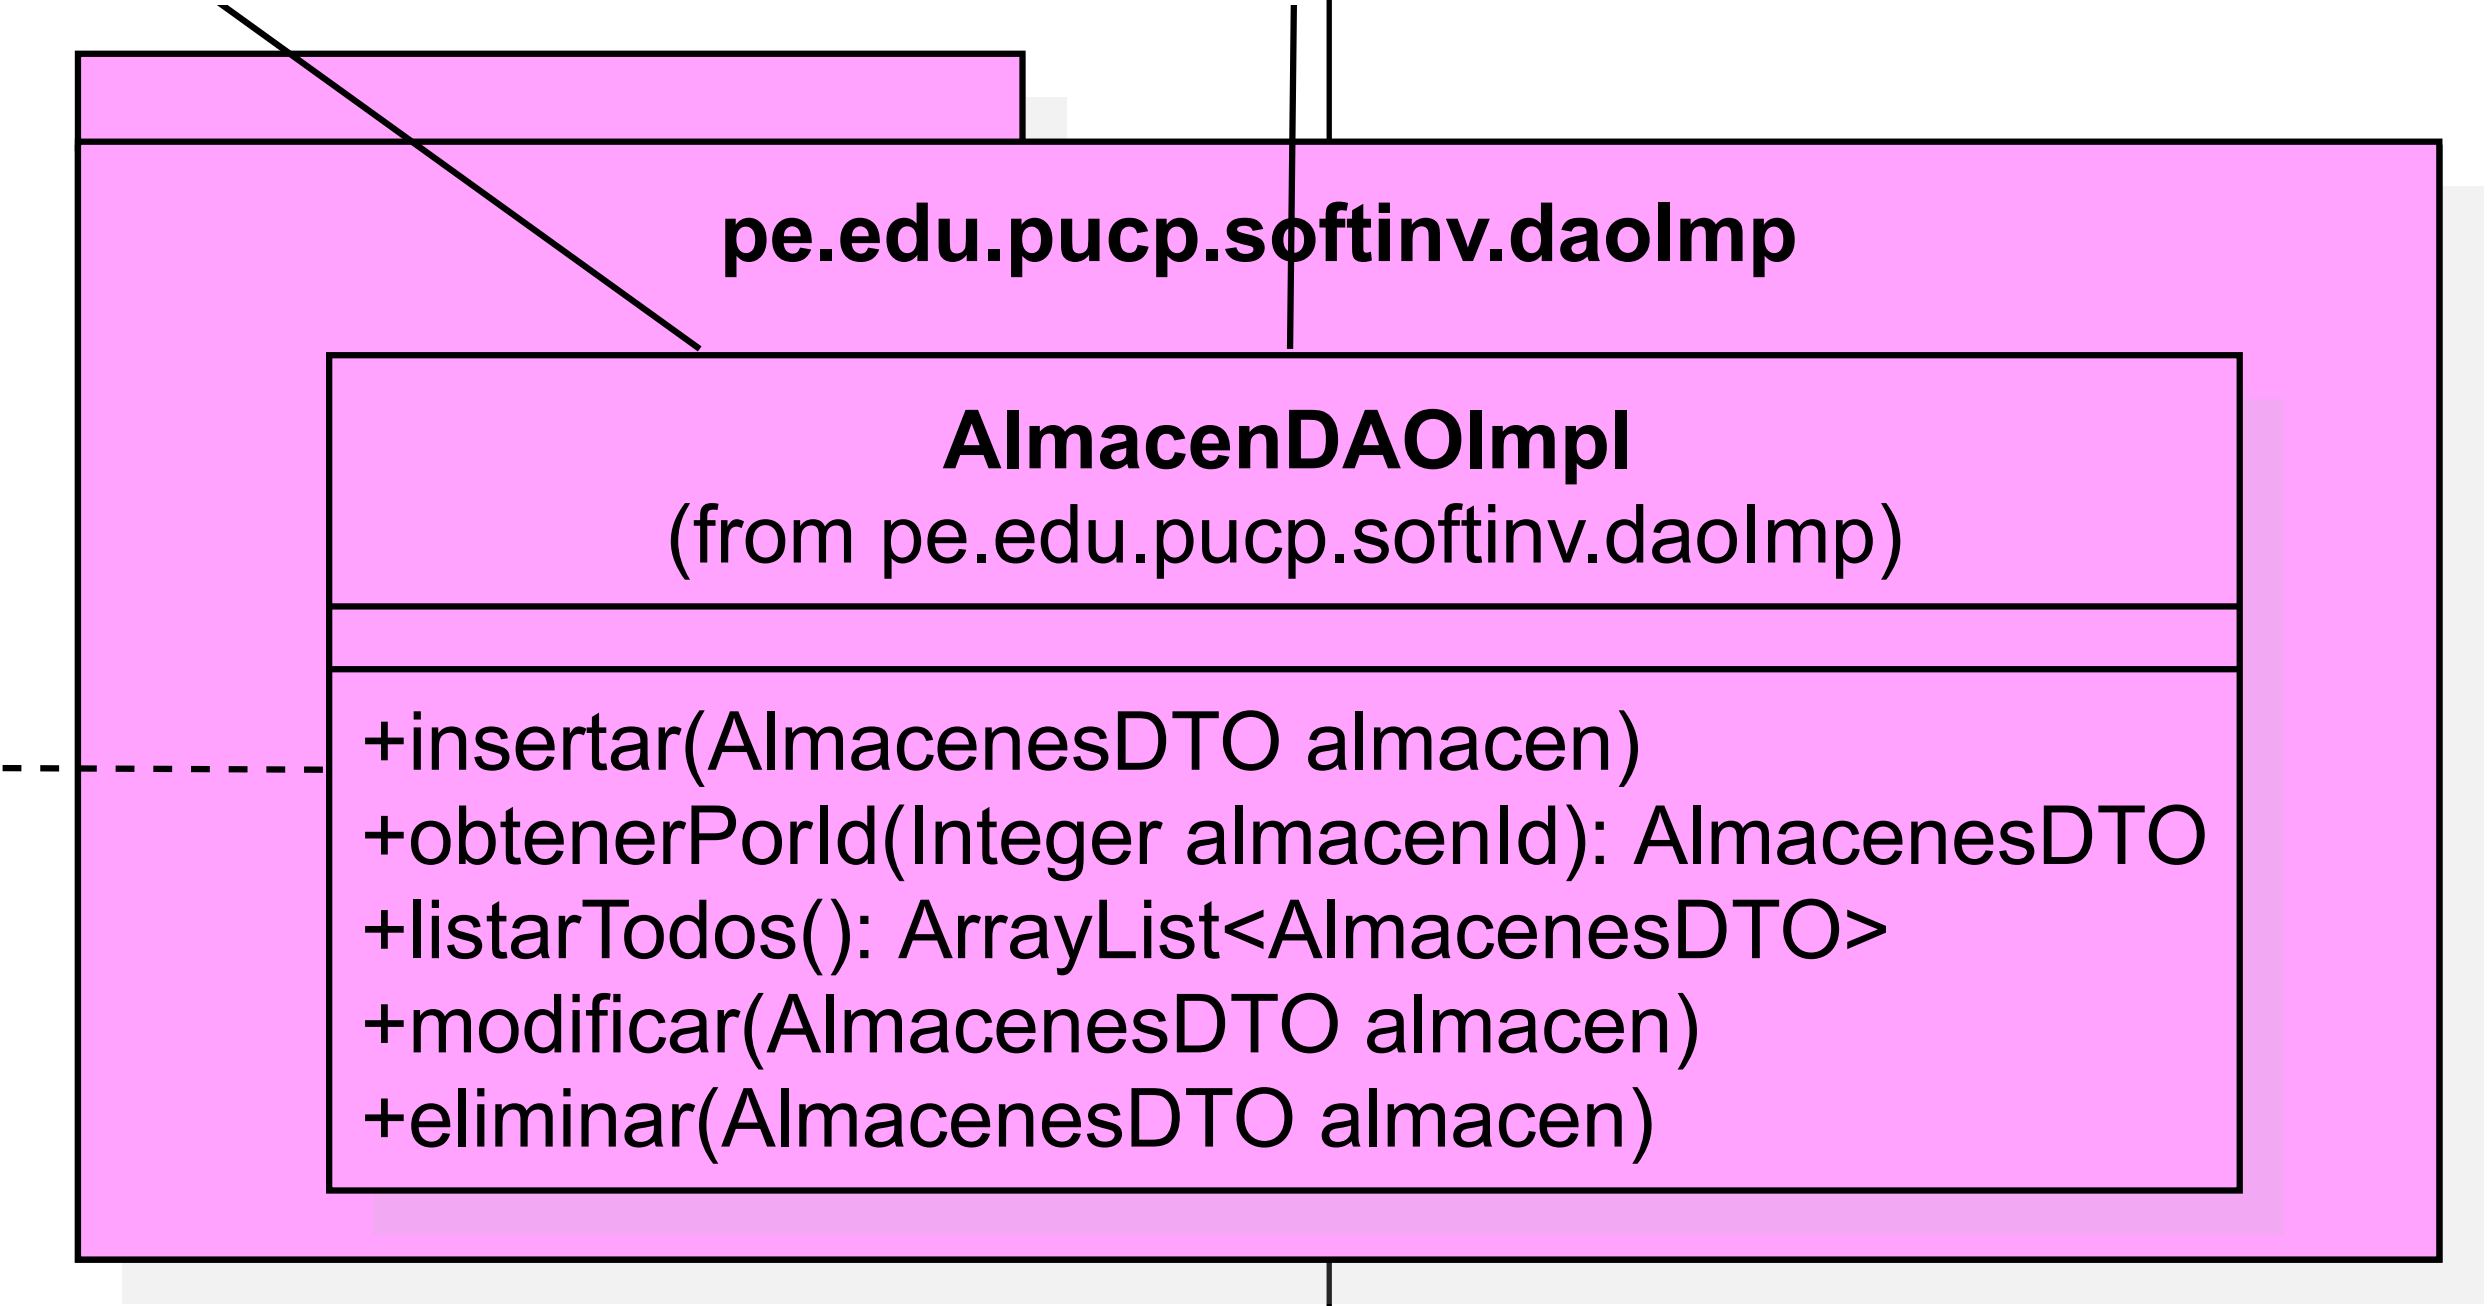 pe.edu.pucp.softinv.daoImp
AlmacenDAOImpl
(from pe.edu.pucp.softinv.daoImp)
+insertar(AlmacenesDTO almacen)
+obtenerPorId(Integer almacenId): AlmacenesDTO
+listarTodos(): ArrayList<AlmacenesDTO>
+modificar(AlmacenesDTO almacen)
+eliminar(AlmacenesDTO almacen)